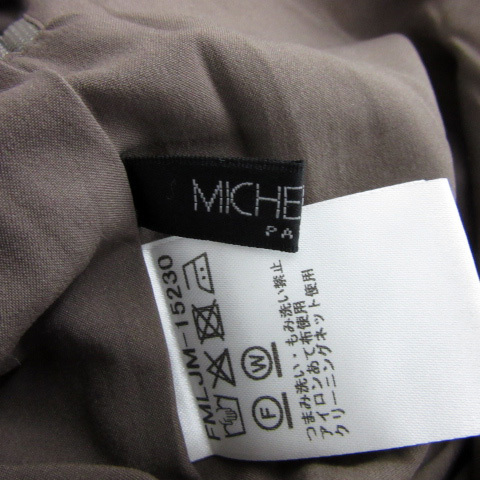 MICHE
PA
FMLJM-15230
W
F
つまみ洗い・もみ洗い禁止
アイロンあて布使用
クリーニングネット使用